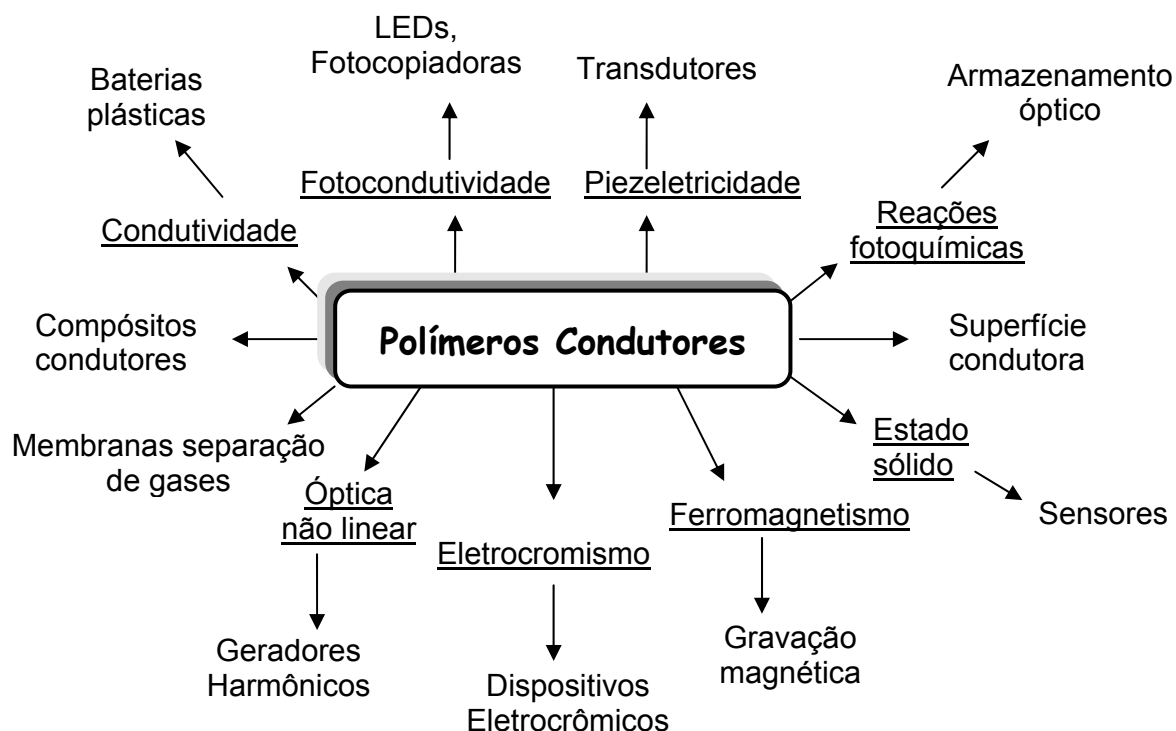 LEDs,
Fotocopiadoras
Transdutores
Baterias
plásticas
Armazenamento
óptico
Fotocondutividade
Piezeletricidade
Condutividade
Reações
fotoquímicas
Polímeros Condutores
Compósitos
condutores
Superfície
condutora
Membranas separação
de gases
Estado
sólido
Óptica
não linear
Ferromagnetismo
Sensores
Eletrocromismo
Geradores
Harmônicos
Gravação
magnética
Dispositivos
Eletrocrômicos